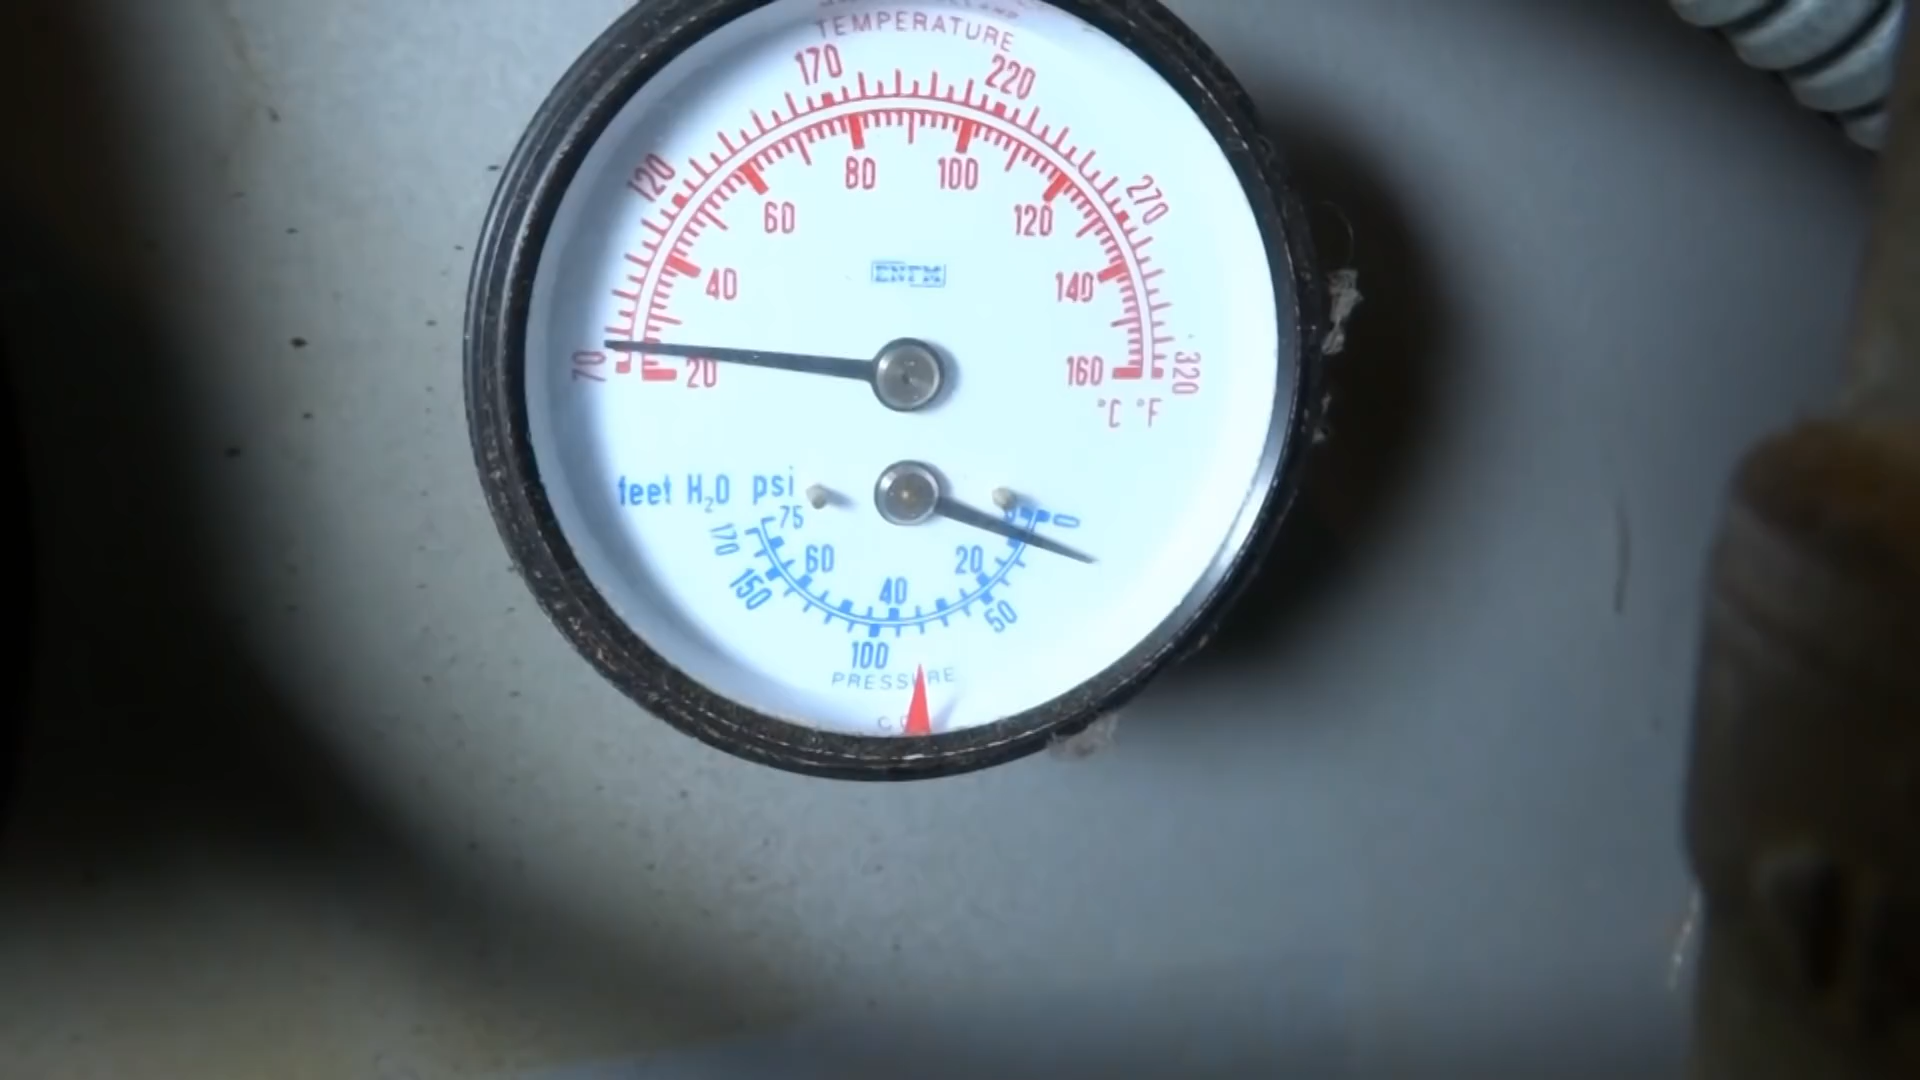 TEMPERATURE
170 220
120 270
80 100
60 120
40 140
70 20 160 320
°C °F
feet H₂O psi
75 0
170 60 20
150 40 50
100
PRESSURE